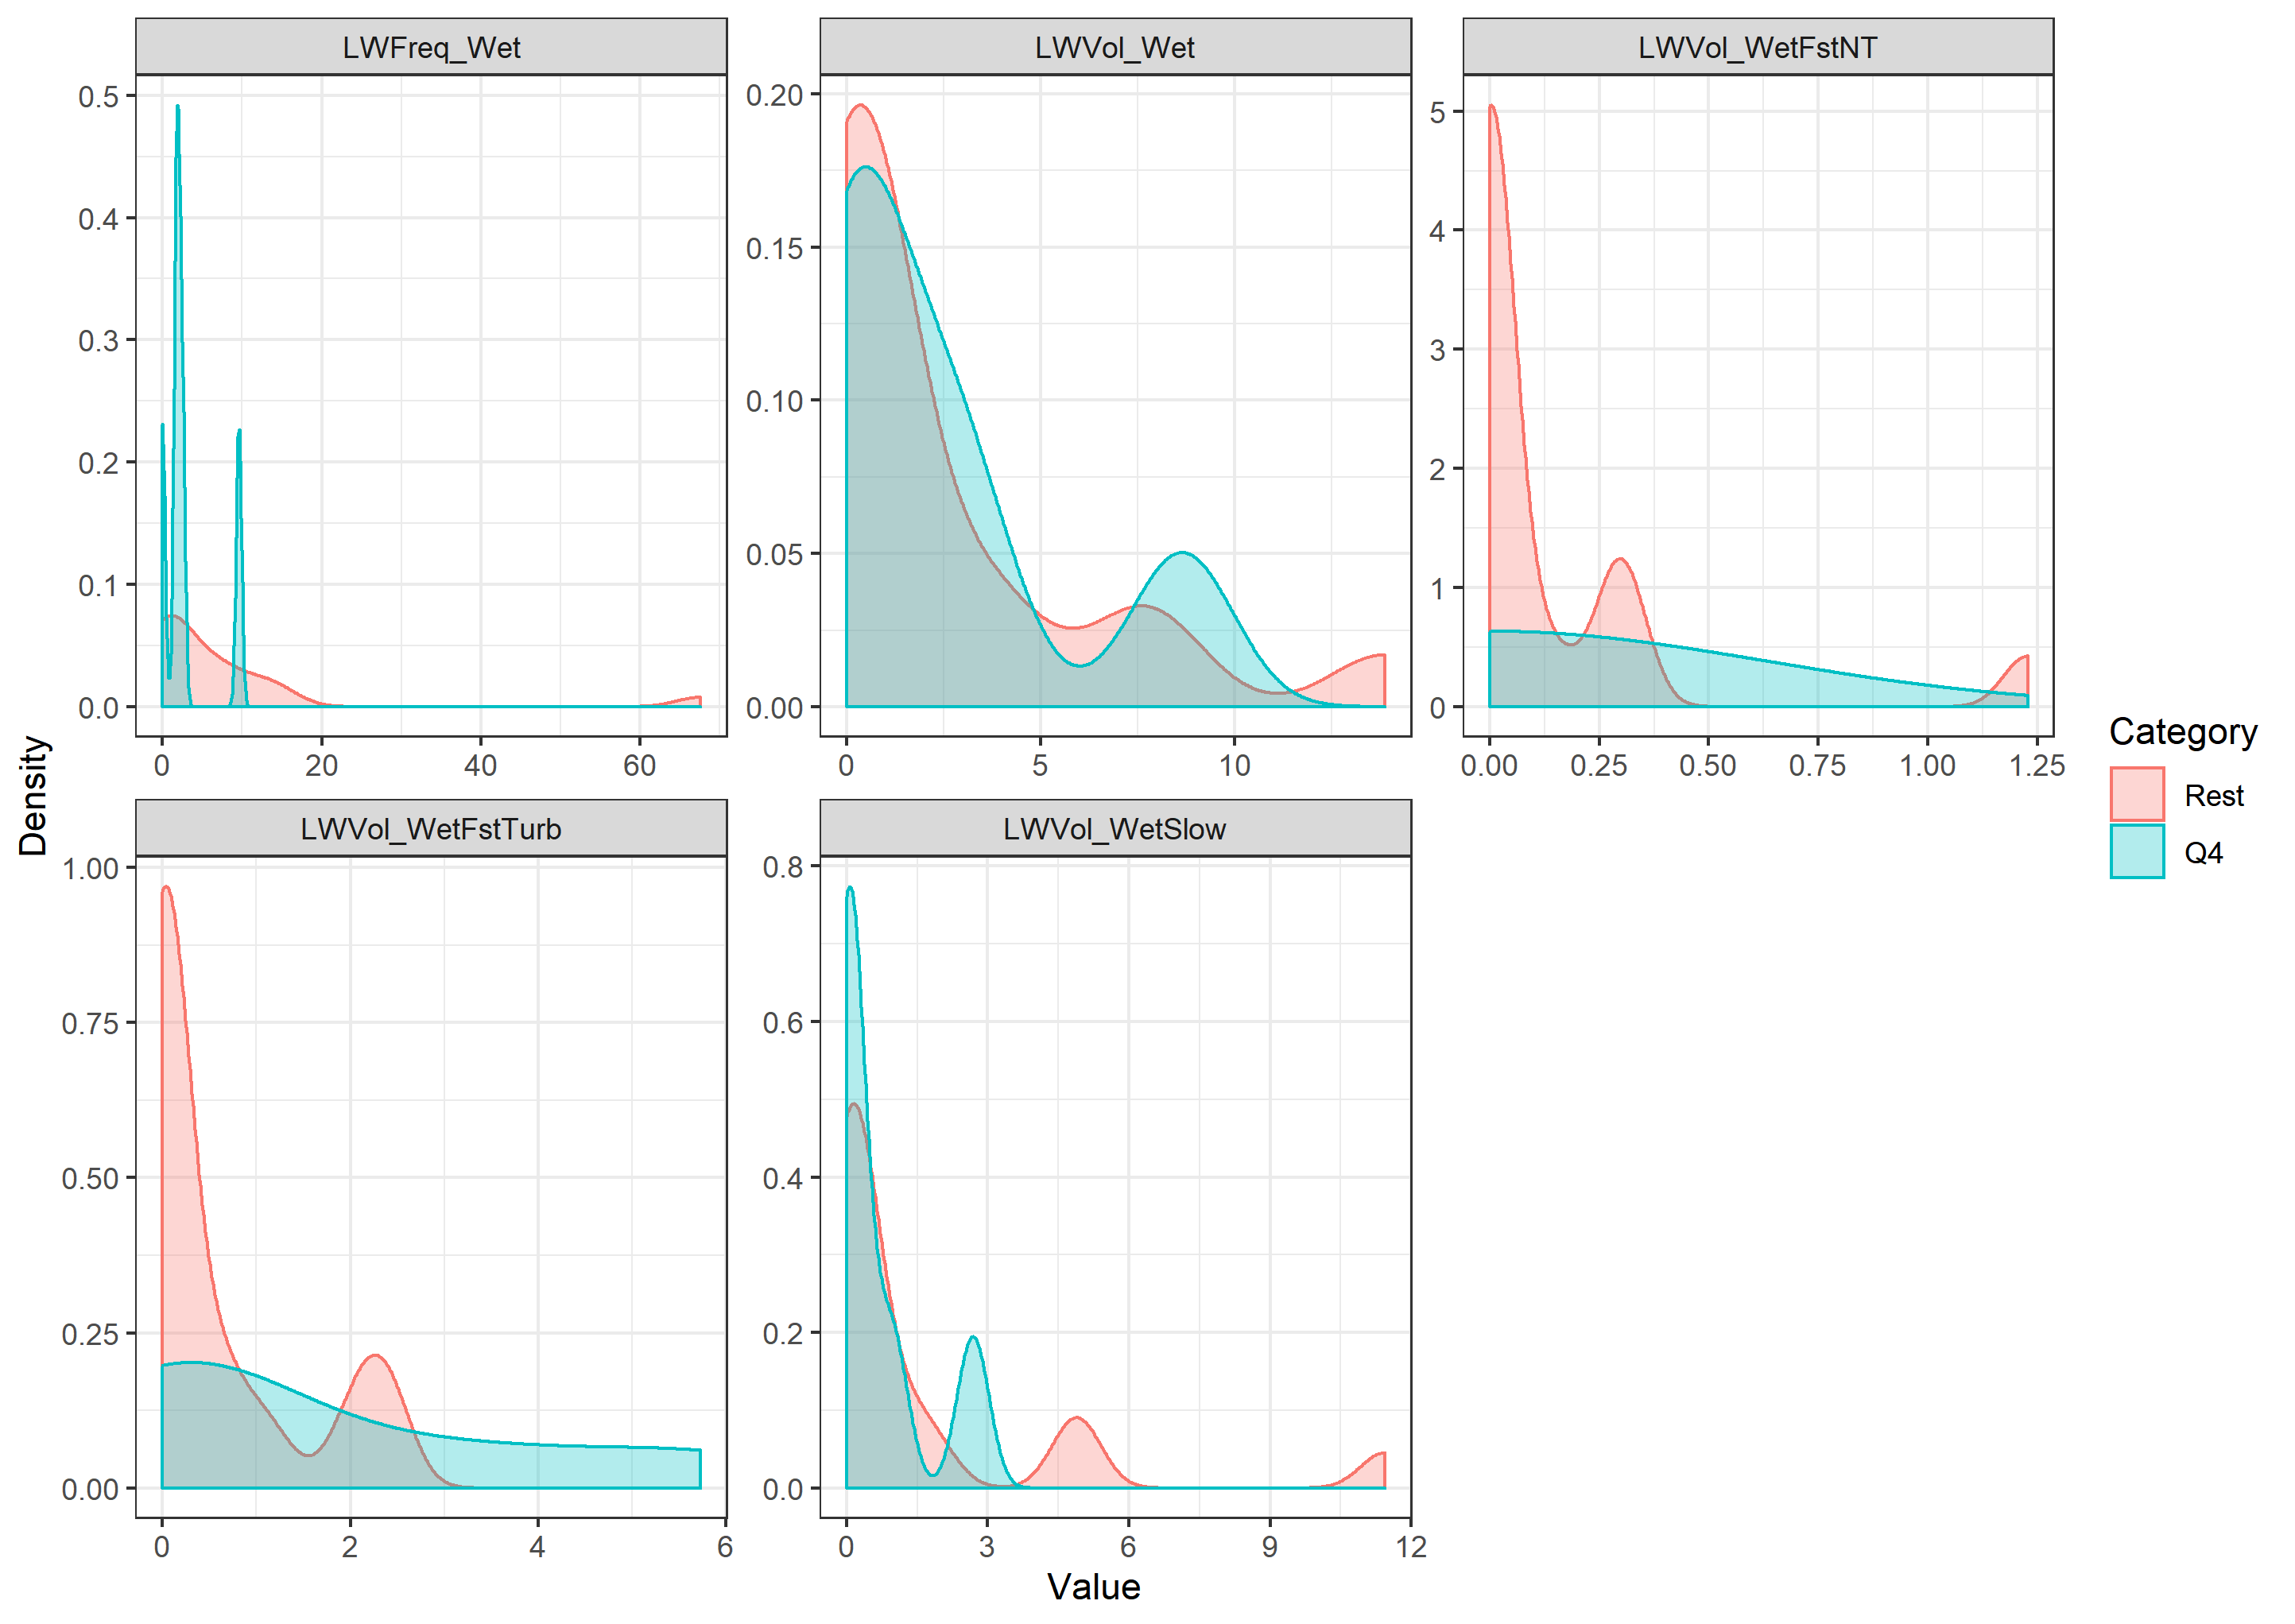 LWFreq_Wet
0.5
0.4
0.3
0.2
0.1
0.0
0 20 40 60
LWVol_Wet
0.20
0.15
0.10
0.05
0.00
0 5 10
LWVol_WetFstNT
5
4
3
2
1
0
0.00 0.25 0.50 0.75 1.00 1.25
LWVol_WetFstTurb
1.00
0.75
0.50
0.25
0.00
0 2 4 6
LWVol_WetSlow
0.8
0.6
0.4
0.2
0.0
0 3 6 9 12
Density
Value
Category
Rest
Q4